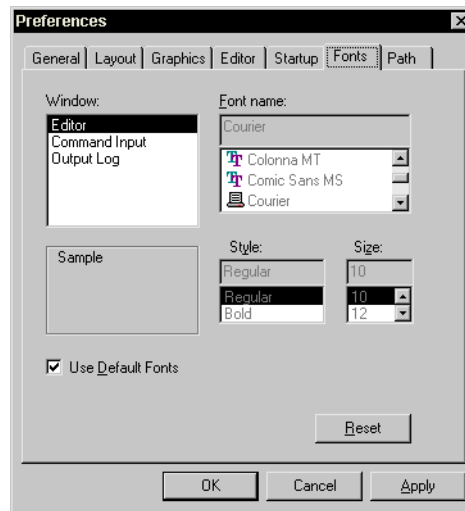 Preferences
General Layout Graphics Editor Startup Fonts Path
Window:
Editor
Command Input
Output Log
Font name:
Courier
Colonna MT
Comic Sans MS
Courier
Sample
Style:
Regular
Regular
Bold
Size:
10
10
12
Use Default Fonts
Reset
OK Cancel Apply